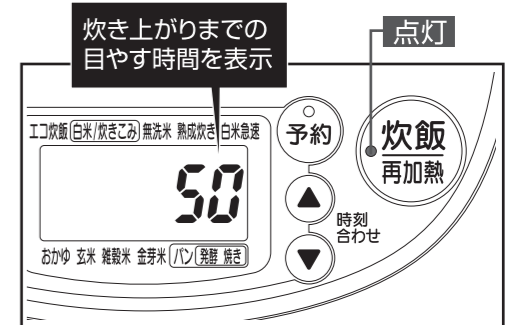 炊き上がりまでの
目やす時間を表示
点灯
エコ炊飯 白米/炊きこみ 無洗米 熟成炊き 白米急速
50
おかゆ 玄米 雑穀米 金芽米 パン 発酵 焼き
予約
時刻
合わせ
炊飯
再加熱